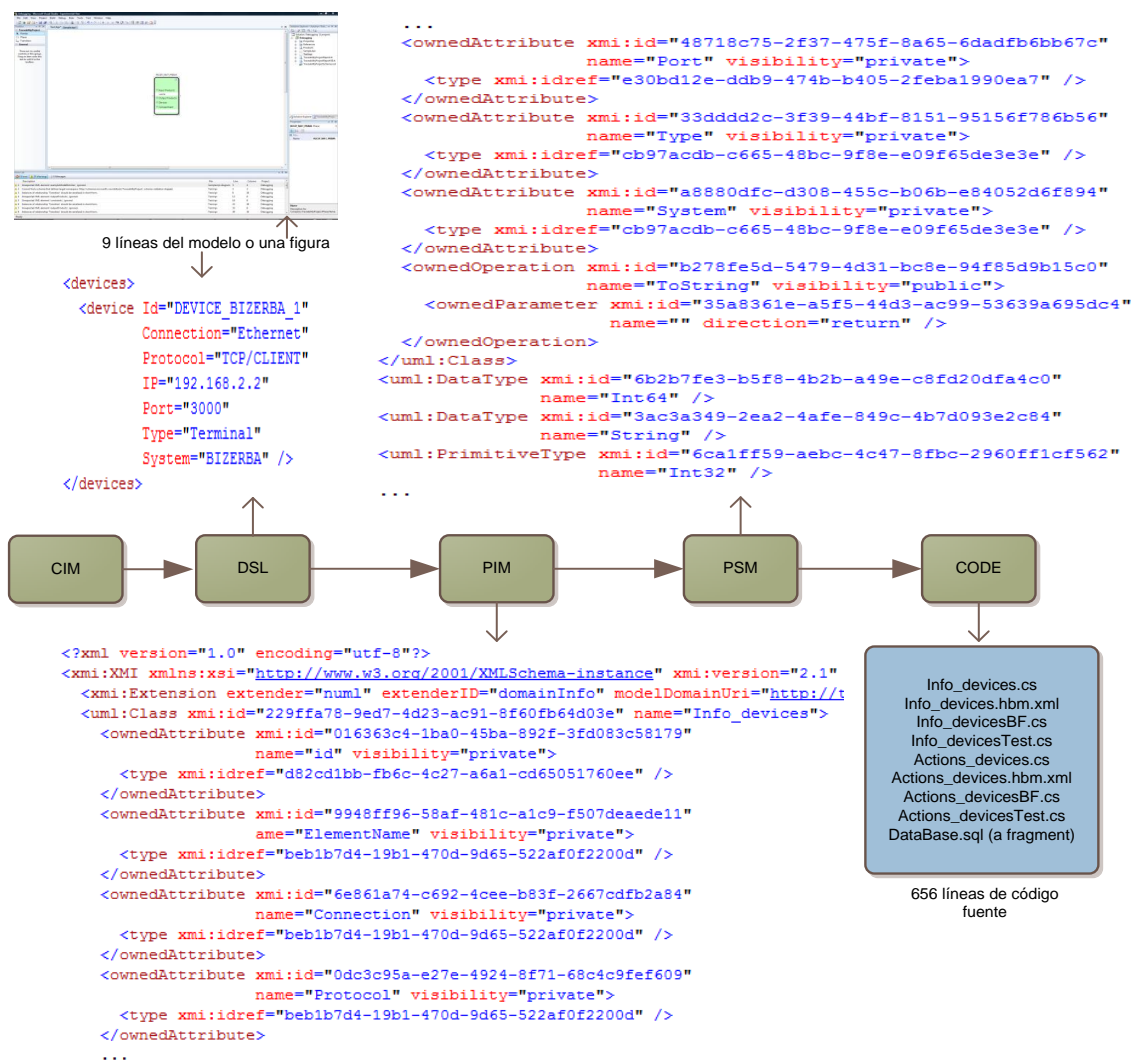 9 líneas del modelo o una figura
<devices>
<device Id="DEVICE_BIZERBA_1"
Connection="Ethernet"
Protocol="TCP/CLIENT"
IP="192.168.2.2"
Port="3000"
Type="Terminal"
System="BIZERBA" />
</devices>
...
<ownedAttribute xmi:id="48718c75-2f37-475f-8a65-6dadfb6bb67c"
name="Port" visibility="private">
<type xmi:idref="e30bd12e-ddb9-474b-b405-2feba1990ea7" />
</ownedAttribute>
<ownedAttribute xmi:id="33dddd2c-3f39-44bf-8151-95156f786b56"
name="Type" visibility="private">
<type xmi:idref="cb97acdb-c665-48bc-9f8e-e09f65de3e3e" />
</ownedAttribute>
<ownedAttribute xmi:id="a8880dfc-d308-455c-b06b-e84052d6f894"
name="System" visibility="private">
<type xmi:idref="cb97acdb-c665-48bc-9f8e-e09f65de3e3e" />
</ownedAttribute>
<ownedOperation xmi:id="b278fe5d-5479-4d31-bc8e-94f85d9b15c0"
name="ToString" visibility="public">
<ownedParameter xmi:id="35a8361e-a5f5-44d3-ac99-53639a695dc4"
name="" direction="return" />
</ownedOperation>
</uml:Class>
<uml:DataType xmi:id="6b2b7fe3-b5f8-4b2b-a49e-c8fd20dfa4c0"
name="Int64" />
<uml:DataType xmi:id="3ac3a349-2ea2-4afe-849c-4b7d093e2c84"
name="String" />
<uml:PrimitiveType xmi:id="6ca1ff59-aebc-4c47-8fbc-2960ff1cf562"
name="Int32" />
...
CIM
DSL
PIM
PSM
CODE
<?xml version="1.0" encoding="utf-8"?>
<xmi:XMI xmlns:xsi="http://www.w3.org/2001/XMLSchema-instance" xmi:version="2.1"
<xmi:Extension extender="numl" extenderID="domainInfo" modelDomainUri="http://t
<uml:Class xmi:id="229ffa78-9ed7-4d23-ac91-8f60fb64d03e" name="Info_devices">
<ownedAttribute xmi:id="016363c4-1ba0-45ba-892f-3fd083c58179"
name="id" visibility="private">
<type xmi:idref="d82cd1bb-fb6c-4c27-a6a1-cd65051760ee" />
</ownedAttribute>
<ownedAttribute xmi:id="9948ff96-58af-481c-a1c9-f507deaede11"
ame="ElementName" visibility="private">
<type xmi:idref="beb1b7d4-19b1-470d-9d65-522af0f2200d" />
</ownedAttribute>
<ownedAttribute xmi:id="6e861a74-c692-4cee-b83f-2667cdfb2a84"
name="Connection" visibility="private">
<type xmi:idref="beb1b7d4-19b1-470d-9d65-522af0f2200d" />
</ownedAttribute>
<ownedAttribute xmi:id="0dc3c95a-e27e-4924-8f71-68c4c9fef609"
name="Protocol" visibility="private">
<type xmi:idref="beb1b7d4-19b1-470d-9d65-522af0f2200d" />
</ownedAttribute>
...
Info_devices.cs
Info_devices.hbm.xml
Info_devicesBF.cs
Info_devicesTest.cs
Actions_devices.cs
Actions_devices.hbm.xml
Actions_devicesBF.cs
Actions_devicesTest.cs
DataBase.sql (a fragment)
656 líneas de código
fuente